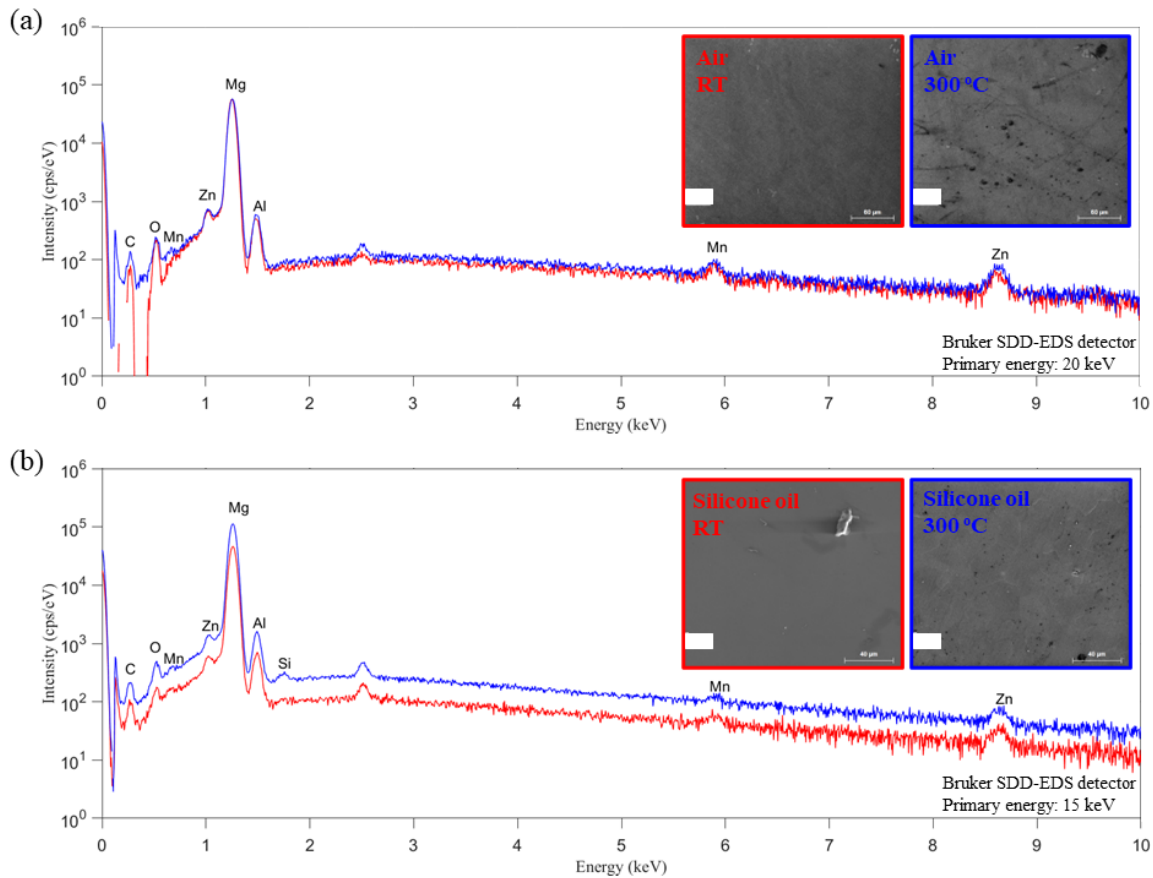 (a)
10⁶
10⁵
10⁴
10³
10²
10¹
10⁰
Intensity (cps/eV)
C
O
Mn
Zn
Mg
Al
Mn
Zn
Air
RT
60 µm
Air
300 °C
60 µm
Bruker SDD-EDS detector
Primary energy: 20 keV
0 1 2 3 4 5 6 7 8 9 10
Energy (keV)
(b)
10⁶
10⁵
10⁴
10³
10²
10¹
10⁰
Intensity (cps/eV)
C
O
Mn
Zn
Mg
Al
Si
Mn
Zn
Silicone oil
RT
40 µm
Silicone oil
300 °C
40 µm
Bruker SDD-EDS detector
Primary energy: 15 keV
0 1 2 3 4 5 6 7 8 9 10
Energy (keV)